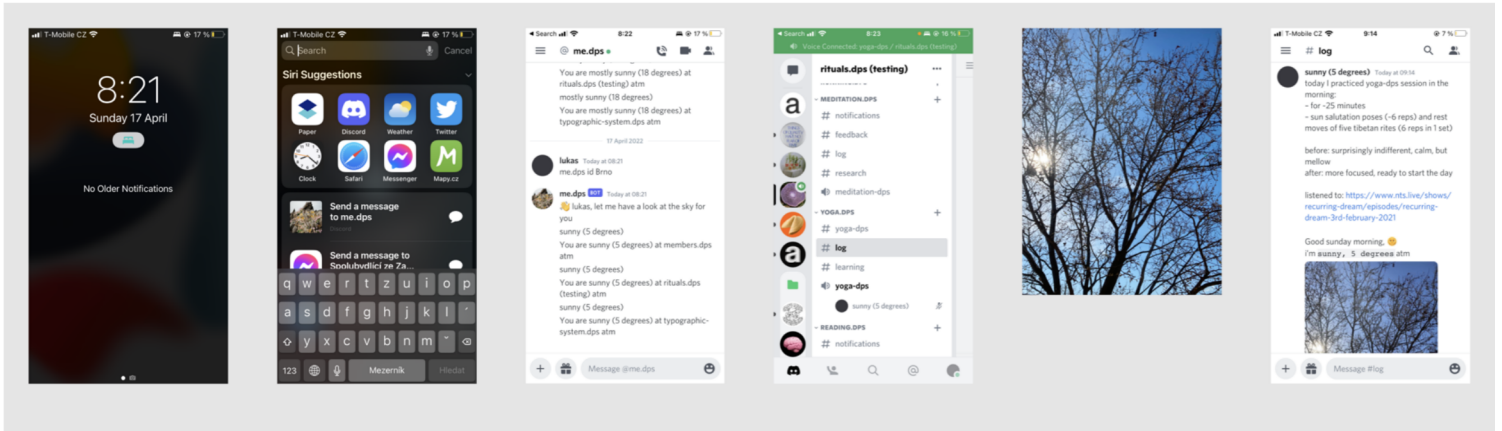 T-Mobile CZ
17 %
8:21
Sunday 17 April
No Older Notifications
T-Mobile CZ
17 %
Search
Cancel
Siri Suggestions
Paper
Discord
Weather
Twitter
Clock
Safari
Messenger
Mapy.cz
Send a message
to me.dps
Discord
Send a message to
Spolubydlící ze Za...
q w e r t z u i o p
a s d f g h j k l ´
y x c v b n m ˇ
123
Mezerník
Hledat
Search
8:22
17 %
@ me.dps
You are mostly sunny (18 degrees) at
rituals.dps (testing) atm
mostly sunny (18 degrees)
You are mostly sunny (18 degrees) at
typographic-system.dps atm
17 April 2022
lukas Today at 08:21
me.dps id Brno
me.dps BOT Today at 08:21
👋 lukas, let me have a look at the sky for
you
sunny (5 degrees)
You are sunny (5 degrees) at members.dps
atm
sunny (5 degrees)
You are sunny (5 degrees) at rituals.dps
(testing) atm
sunny (5 degrees)
You are sunny (5 degrees) at typographic-
system.dps atm
Message @me.dps
Search
8:23
16 %
Voice Connected: yoga-dps / rituals.dps (testing)
rituals.dps (testing)
MEDITATION.DPS
# notifications
# feedback
# log
# research
meditation-dps
YOGA.DPS
# yoga-dps
# log
# learning
yoga-dps
sunny (5 degrees)
READING.DPS
# notifications
a
a
T-Mobile CZ
9:14
7 %
# log
sunny (5 degrees) Today at 09:14
today I practiced yoga-dps session in the
morning:
- for ~25 minutes
- sun salutation poses (~6 reps) and rest
moves of five tibetan rites (6 reps in 1 set)
before: surprisingly indifferent, calm, but
mellow
after: more focused, ready to start the day
listened to: https://www.nts.live/shows/
recurring-dream/episodes/recurring-
dream-3rd-february-2021
Good sunday morning, 😊
i'm sunny, 5 degrees atm
Message #log